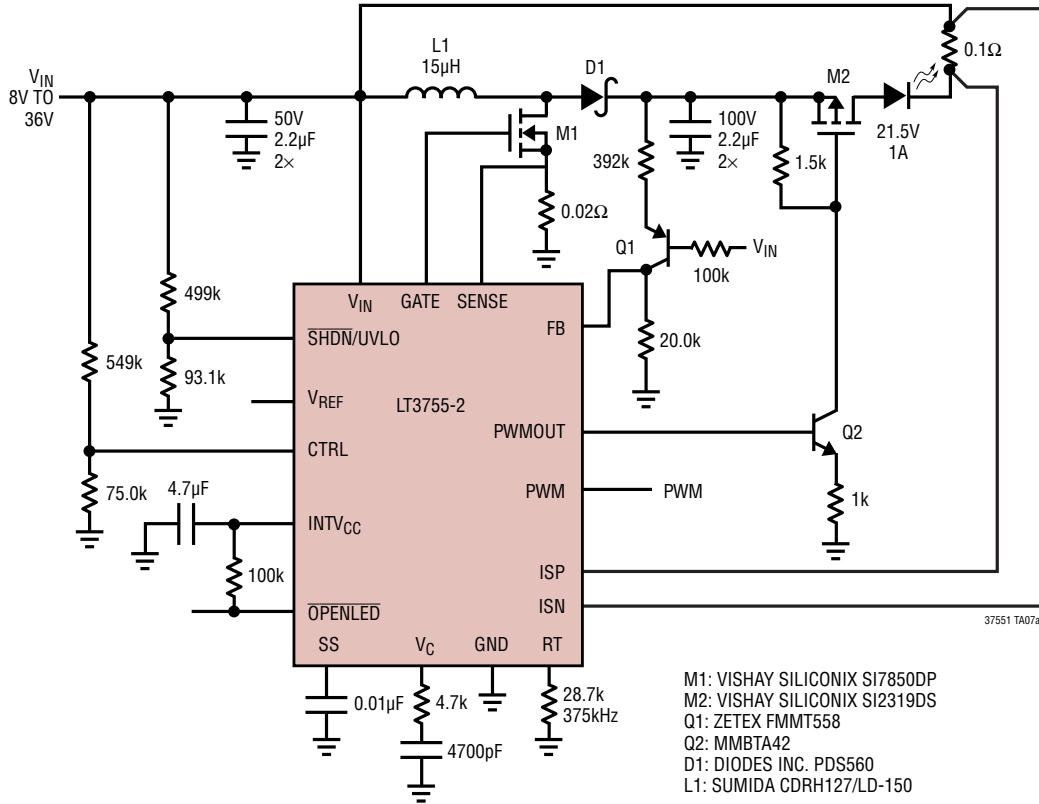 L1
15µH
D1
M2
0.1Ω
VIN
8V TO
36V
50V
2.2µF
2×
M1
0.02Ω
392k
100V
2.2µF
2×
1.5k
21.5V
1A
Q1
VIN
100k
499k
549k
93.1k
20.0k
VIN
GATE
SENSE
FB
SHDN/UVLO
VREF
LT3755-2
CTRL
PWMOUT
Q2
75.0k
4.7µF
PWM
PWM
1k
INTVCC
100k
ISP
ISN
OPENLED
SS
VC
GND
RT
37551 TA07a
0.01µF
4.7k
28.7k
375kHz
4700pF
M1: VISHAY SILICONIX SI7850DP
M2: VISHAY SILICONIX SI2319DS
Q1: ZETEX FMMT558
Q2: MMBTA42
D1: DIODES INC. PDS560
L1: SUMIDA CDRH127/LD-150